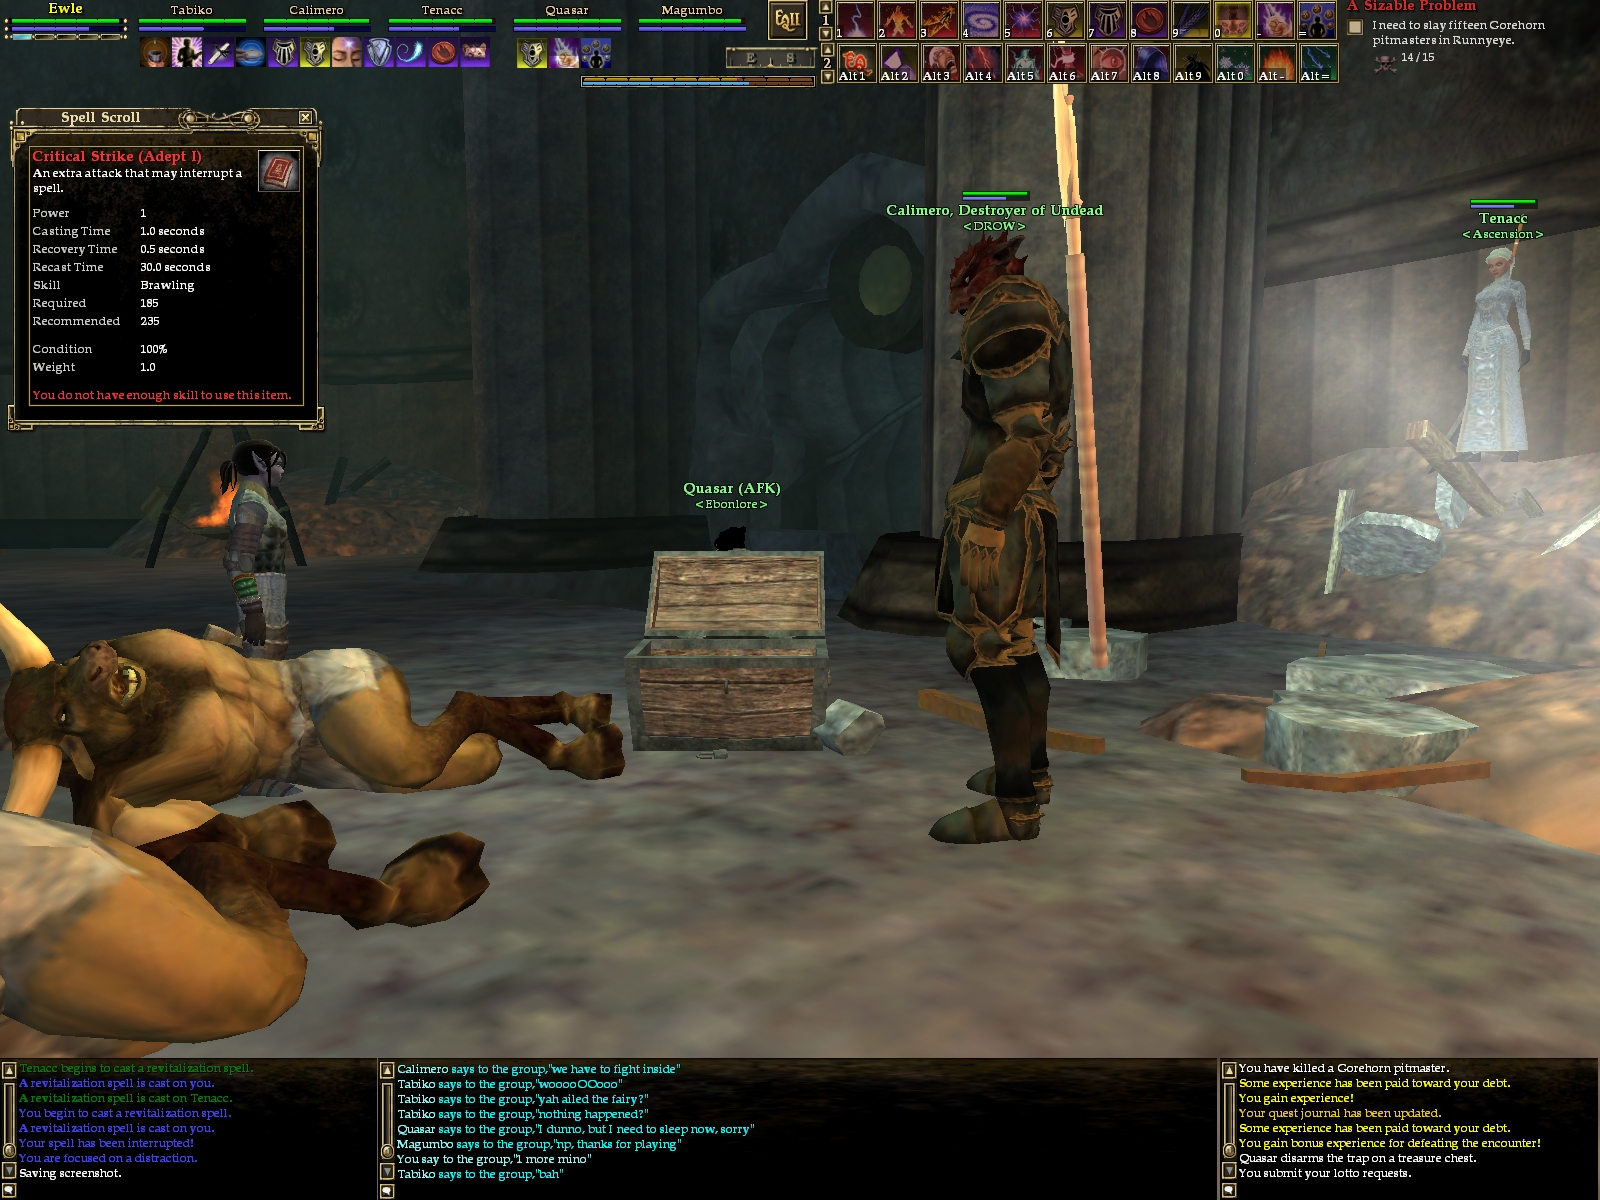 Ewle
Tabiko
Calimero
Tenacc
Quasar
Magumbo
EQII
E S
1
2
1 2 3 4 5 6 7 8 9 0 - =
Alt1 Alt2 Alt3 Alt4 Alt5 Alt6 Alt7 Alt8 Alt9 Alt0 Alt- Alt=
A Sizable Problem
I need to slay fifteen Gorehorn
pitmasters in Runnyeye.
14 / 15
Spell Scroll
Critical Strike (Adept I)
An extra attack that may interrupt a
spell.
Power 1
Casting Time 1.0 seconds
Recovery Time 0.5 seconds
Recast Time 30.0 seconds
Skill Brawling
Required 185
Recommended 235
Condition 100%
Weight 1.0
You do not have enough skill to use this item.
Calimero, Destroyer of Undead
<DROW>
Tenacc
<Ascension>
Quasar (AFK)
<Ebonlore>
Tenacc begins to cast a revitalization spell.
A revitalization spell is cast on you.
A revitalization spell is cast on Tenacc.
You begin to cast a revitalization spell.
A revitalization spell is cast on you.
Your spell has been interrupted!
You are focused on a distraction.
Saving screenshot.
Calimero says to the group,"we have to fight inside"
Tabiko says to the group,"wooooOOooo"
Tabiko says to the group,"yah ailed the fairy?"
Tabiko says to the group,"nothing happened?"
Quasar says to the group,"I dunno, but I need to sleep now, sorry"
Magumbo says to the group,"np, thanks for playing"
You say to the group,"1 more mino"
Tabiko says to the group,"bah"
You have killed a Gorehorn pitmaster.
Some experience has been paid toward your debt.
You gain experience!
Your quest journal has been updated.
Some experience has been paid toward your debt.
You gain bonus experience for defeating the encounter!
Quasar disarms the trap on a treasure chest.
You submit your lotto requests.